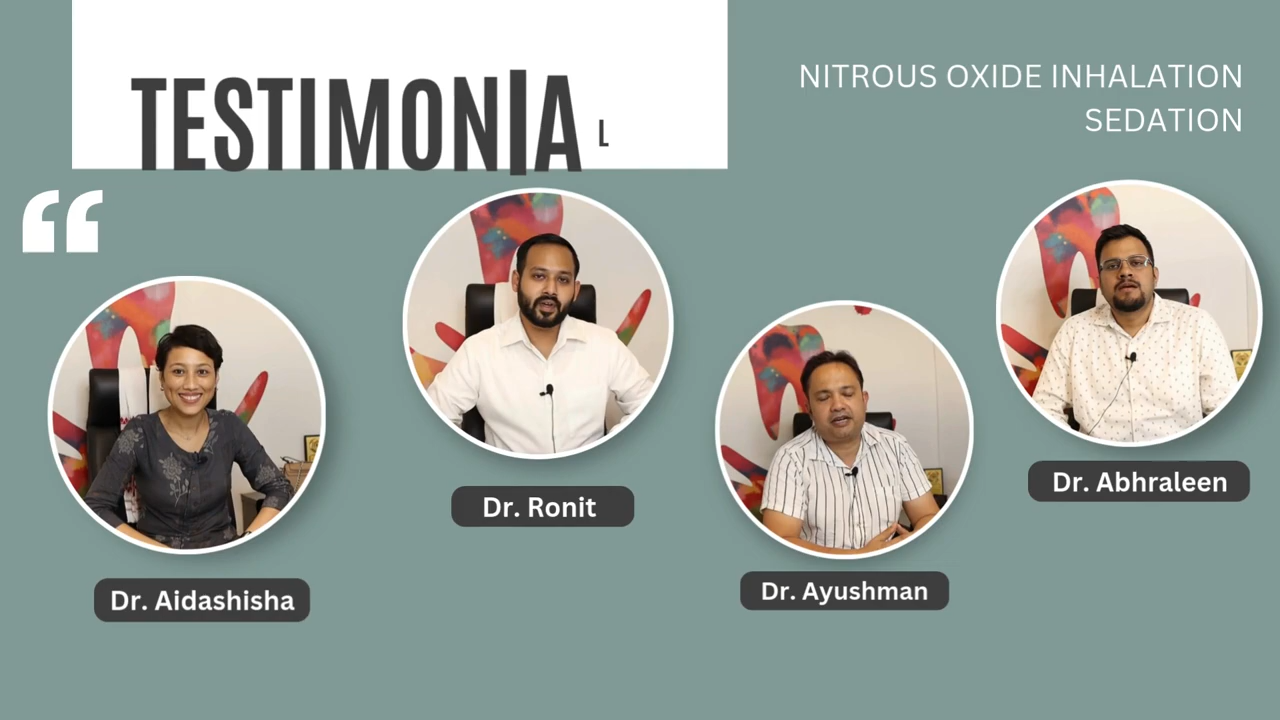 TESTIMONIAL
NITROUS OXIDE INHALATION
SEDATION
“
Dr. Ronit
Dr. Abhraleen
Dr. Ayushman
Dr. Aidashisha